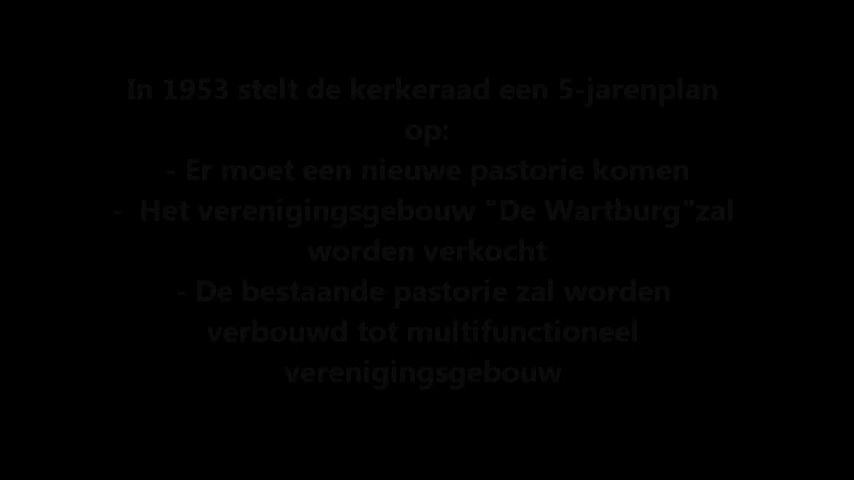 In 1953 stelt de kerkeraad een 5-jarenplan
op:
- Er moet een nieuwe pastorie komen
- Het verenigingsgebouw "De Wartburg"zal
worden verkocht
- De bestaande pastorie zal worden
verbouwd tot multifunctioneel
verenigingsgebouw